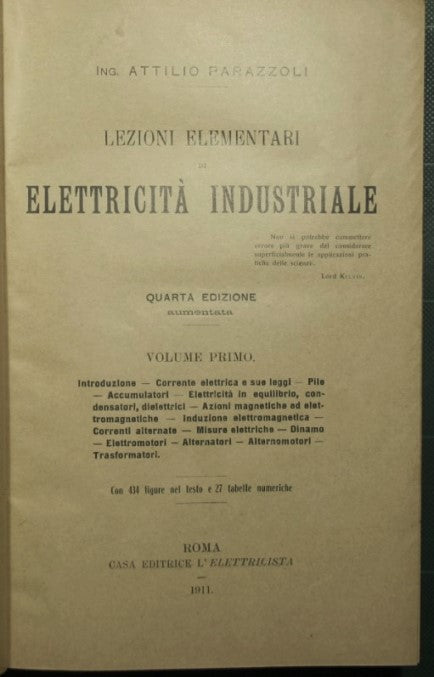 ING. ATTILIO PARAZZOLI
LEZIONI ELEMENTARI
DI
ELETTRICITÀ INDUSTRIALE
Non si potrebbe commettere
errore più grave del considerare
superficialmente le applicazioni pra-
tiche delle scienze.
LORD KELVIN.
QUARTA EDIZIONE
aumentata
VOLUME PRIMO.
Introduzione — Corrente elettrica e sue leggi — Pile
— Accumulatori — Elettricità in equilibrio, con-
densatori, dielettrici — Azioni magnetiche ed elet-
tromagnetiche — Induzione elettromagnetica —
Correnti alternate — Misure elettriche — Dinamo
— Elettromotori — Alternatori — Alternomotori —
Trasformatori.
Con 434 figure nel testo e 27 tabelle numeriche
ROMA
CASA EDITRICE L'ELETTRICISTA
—
1911.